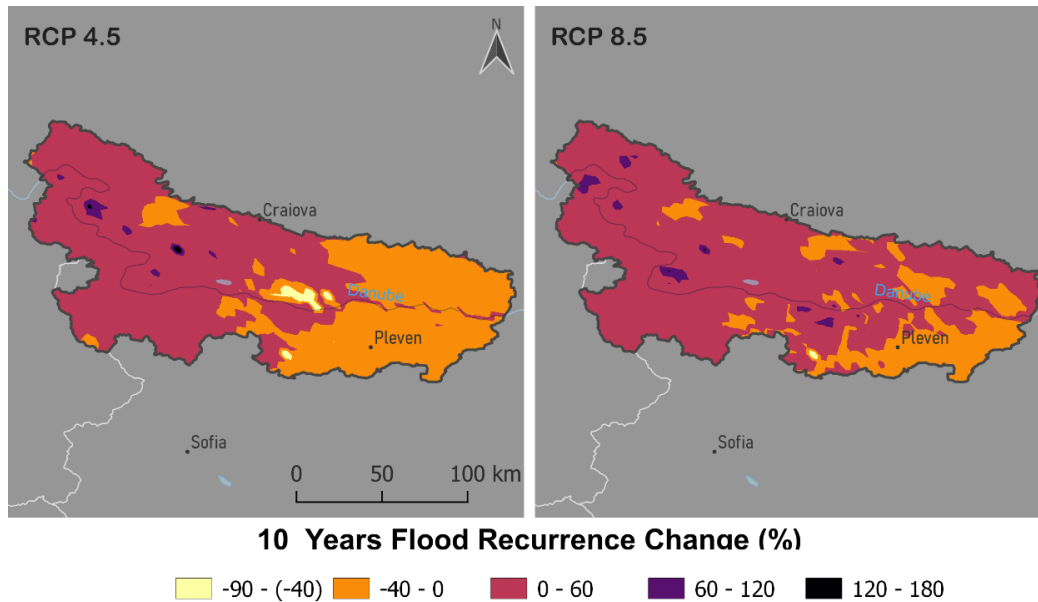 RCP 4.5
N
Craiova
Danube
Pleven
Sofia
0 50 100 km
RCP 8.5
Craiova
Danube
Pleven
Sofia
10 Years Flood Recurrence Change (%)
-90 - (-40) -40 - 0 0 - 60 60 - 120 120 - 180